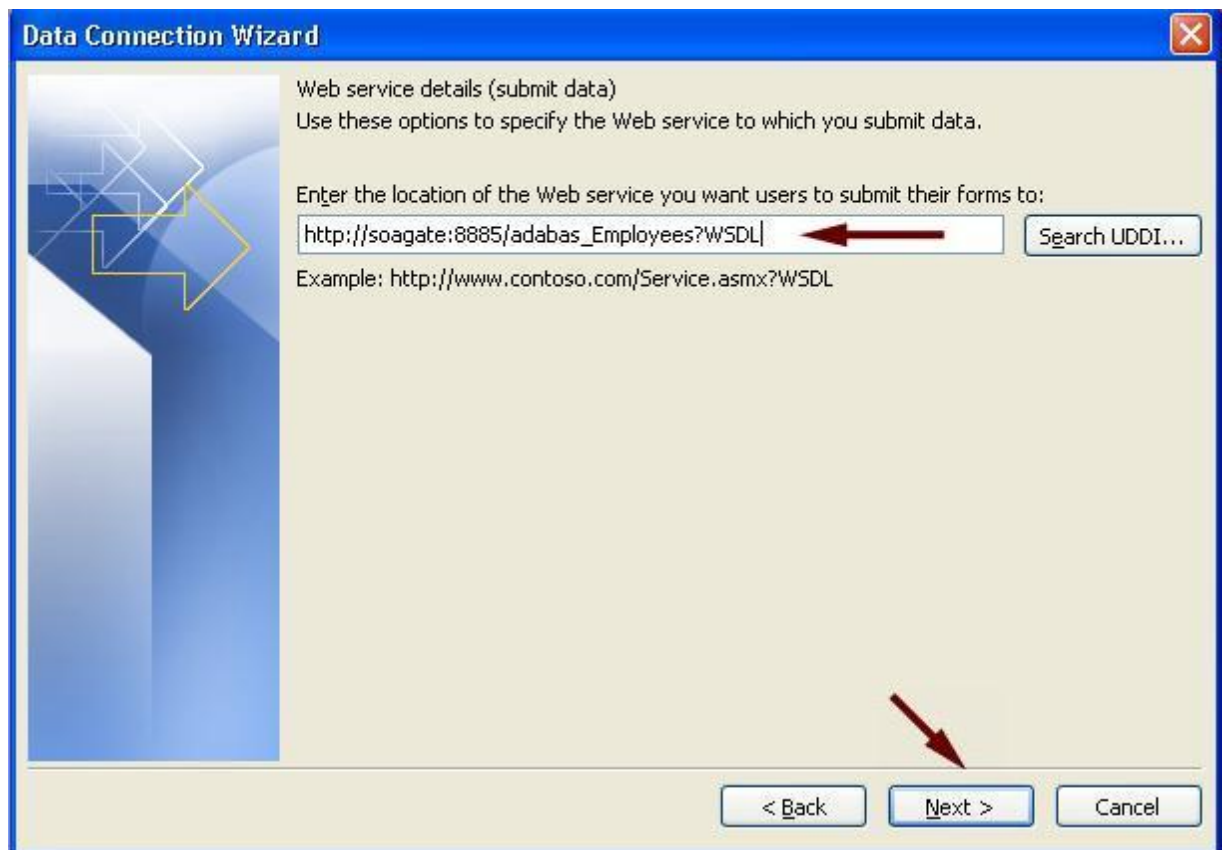 Data Connection Wizard
Web service details (submit data)
Use these options to specify the Web service to which you submit data.
Enter the location of the Web service you want users to submit their forms to:
http://soagate:8885/adabas_Employees?WSDL
Search UDDI...
Example: http://www.contoso.com/Service.asmx?WSDL
< Back
Next >
Cancel